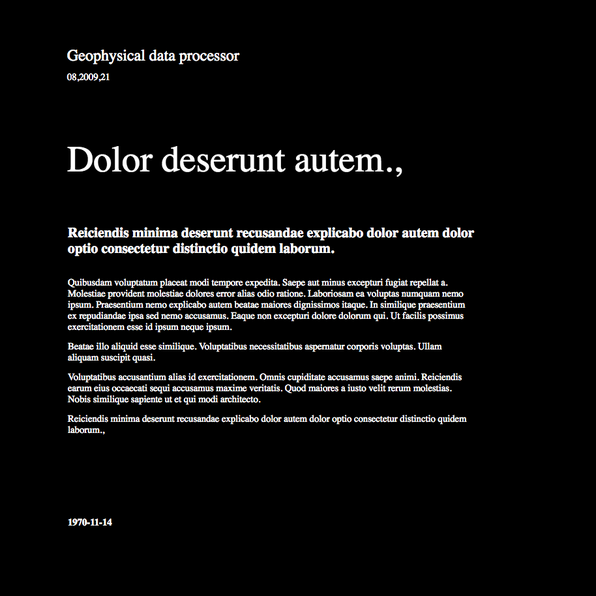 Geophysical data processor
08,2009,21
Dolor deserunt autem.,
Reiciendis minima deserunt recusandae explicabo dolor autem dolor
optio consectetur distinctio quidem laborum.
Quibusdam voluptatum placeat modi tempore expedita. Saepe aut minus excepturi fugiat repellat a.
Molestiae provident molestiae dolores error alias odio ratione. Laboriosam ea voluptas numquam nemo
ipsum. Praesentium nemo explicabo autem beatae maiores dignissimos itaque. In similique praesentium
ex repudiandae ipsa sed nemo accusamus. Eaque non excepturi dolore dolorum qui. Ut facilis possimus
exercitationem esse id ipsum neque ipsum.
Beatae illo aliquid esse similique. Voluptatibus necessitatibus aspernatur corporis voluptas. Ullam
aliquam suscipit quasi.
Voluptatibus accusantium alias id exercitationem. Omnis cupiditate accusamus saepe animi. Reiciendis
earum eius occaecati sequi accusamus maxime veritatis. Quod maiores a iusto velit rerum molestias.
Nobis similique sapiente ut et qui modi architecto.
Reiciendis minima deserunt recusandae explicabo dolor autem dolor optio consectetur distinctio quidem
laborum.,
1970-11-14